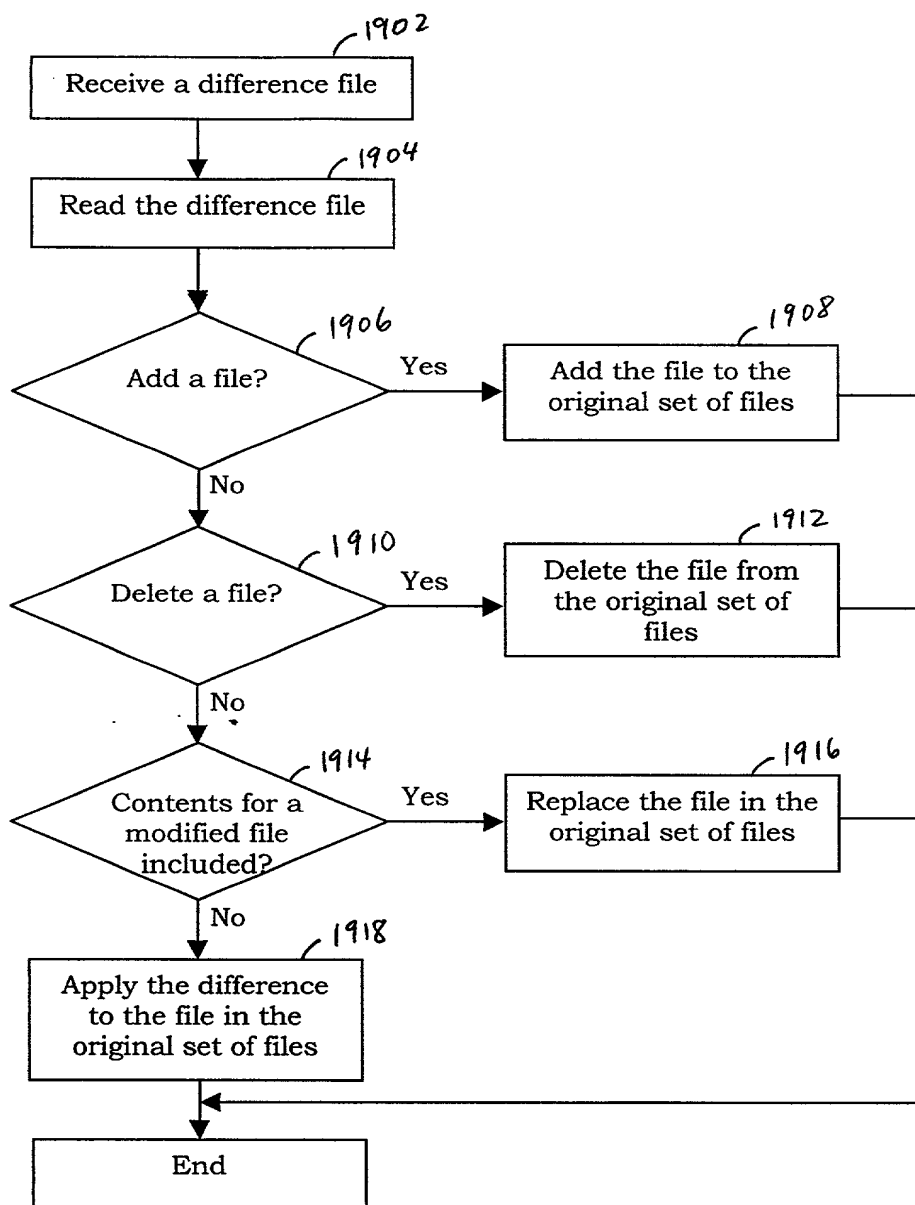 1902
Receive a difference file
1904
Read the difference file
1906
Add a file?
Yes
1908
Add the file to the
original set of files
No
1910
Delete a file?
Yes
1912
Delete the file from
the original set of
files
No
1914
Contents for a
modified file
included?
Yes
1916
Replace the file in the
original set of files
No
1918
Apply the difference
to the file in the
original set of files
End